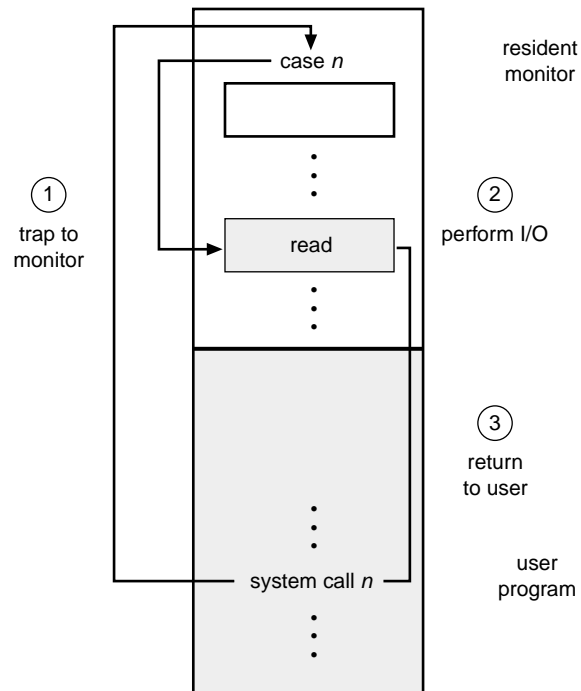 resident
monitor
case n
1
trap to
monitor
2
perform I/O
read
3
return
to user
system call n
user
program